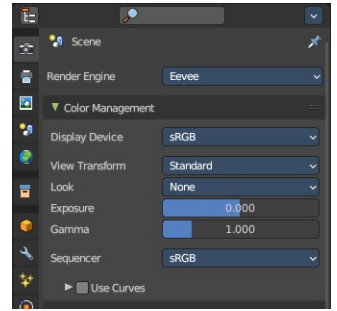 Scene
Render Engine Eevee
Color Management
Display Device sRGB
View Transform Standard
Look None
Exposure 0.000
Gamma 1.000
Sequencer sRGB
Use Curves